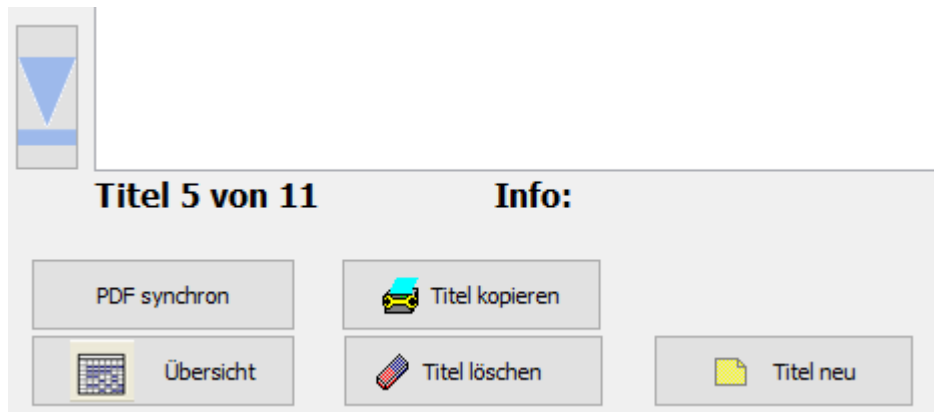 Titel 5 von 11 Info:
PDF synchron Titel kopieren
Übersicht Titel löschen Titel neu